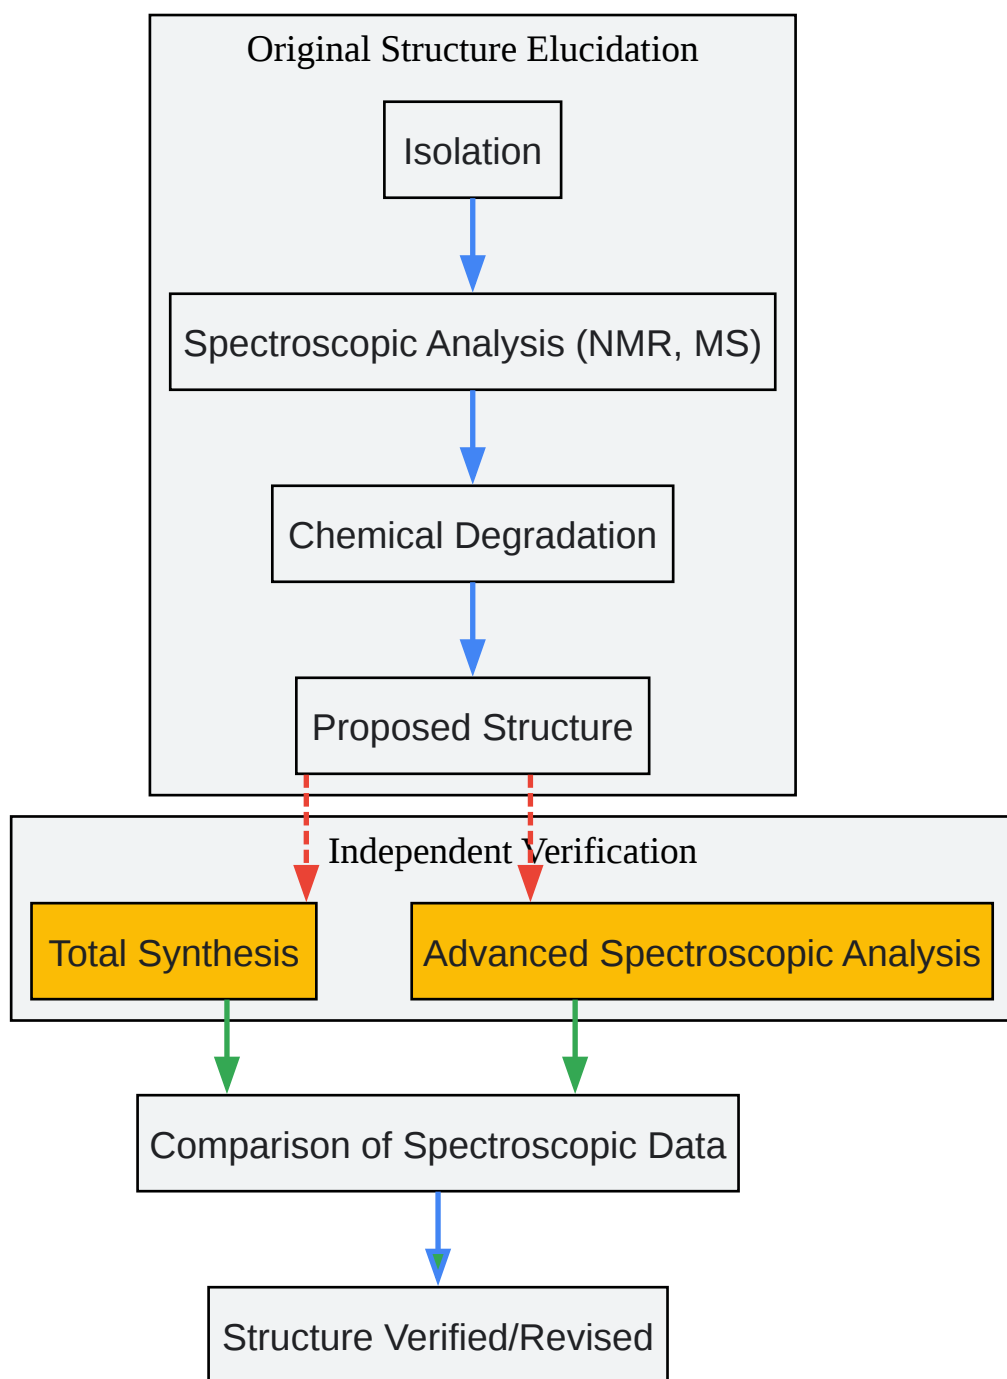 Original Structure Elucidation
Isolation
Spectroscopic Analysis (NMR, MS)
Chemical Degradation
Proposed Structure
Independent Verification
Total Synthesis
Advanced Spectroscopic Analysis
Comparison of Spectroscopic Data
Structure Verified/Revised